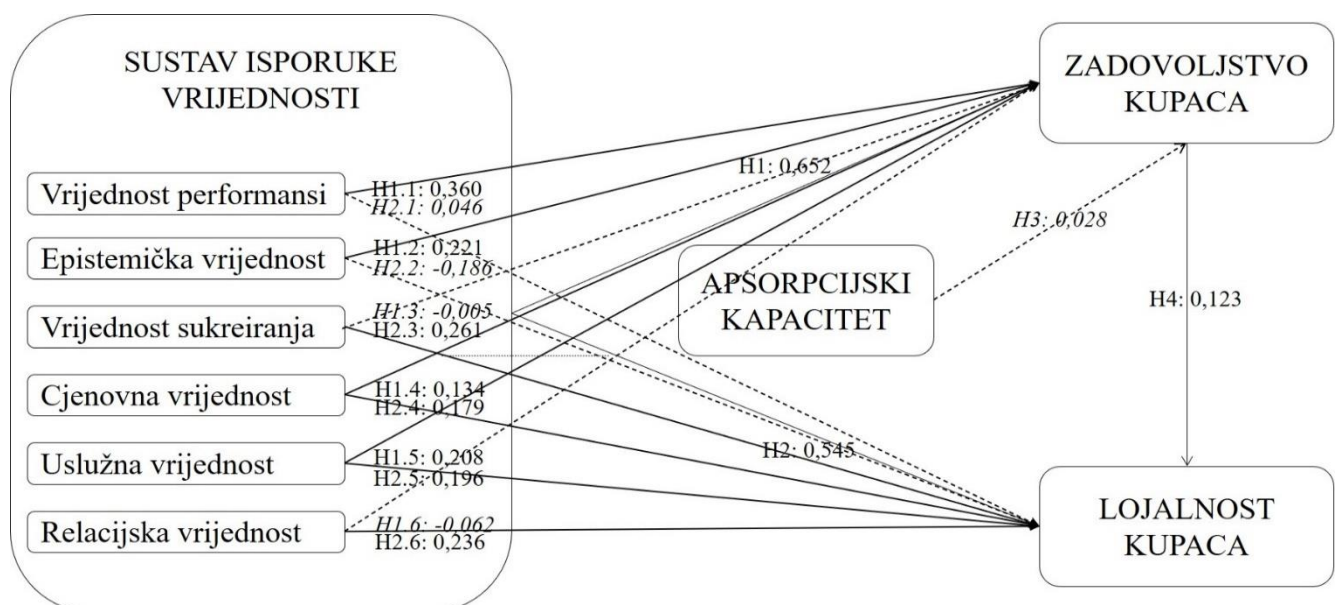 SUSTAV ISPORUKE
VRIJEDNOSTI
Vrijednost performansi
H1.1: 0,360
H2.1: 0,046
Epistemička vrijednost
H1.2: 0,221
H2.2: -0,186
Vrijednost sukreiranja
H1.3: -0,005
H2.3: 0,261
Cjenovna vrijednost
H1.4: 0,134
H2.4: 0,179
Uslužna vrijednost
H1.5: 0,208
H2.5: 0,196
Relacijska vrijednost
H1.6: -0,062
H2.6: 0,236
H1: 0,652
APSORPCIJSKI
KAPACITET
H2: 0,545
H3: 0,028
ZADOVOLJSTVO
KUPACA
H4: 0,123
LOJALNOST
KUPACA